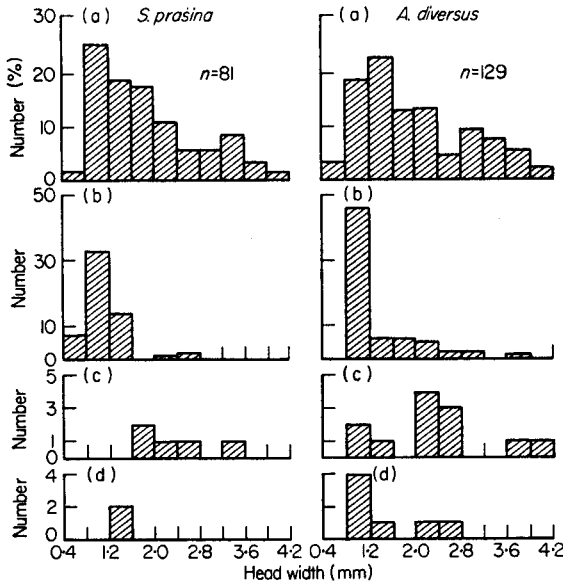 (a) S. prasina
n=81
30
20
10
0
Number (%)
(b)
50
30
10
0
Number
(c)
5
3
1
0
Number
(d)
4
2
0
Number
0·4 1·2 2·0 2·8 3·6 4·2
(a) A. diversus
n=129
(b)
(c)
(d)
0·4 1·2 2·0 2·8 3·6 4·2
Head width (mm)